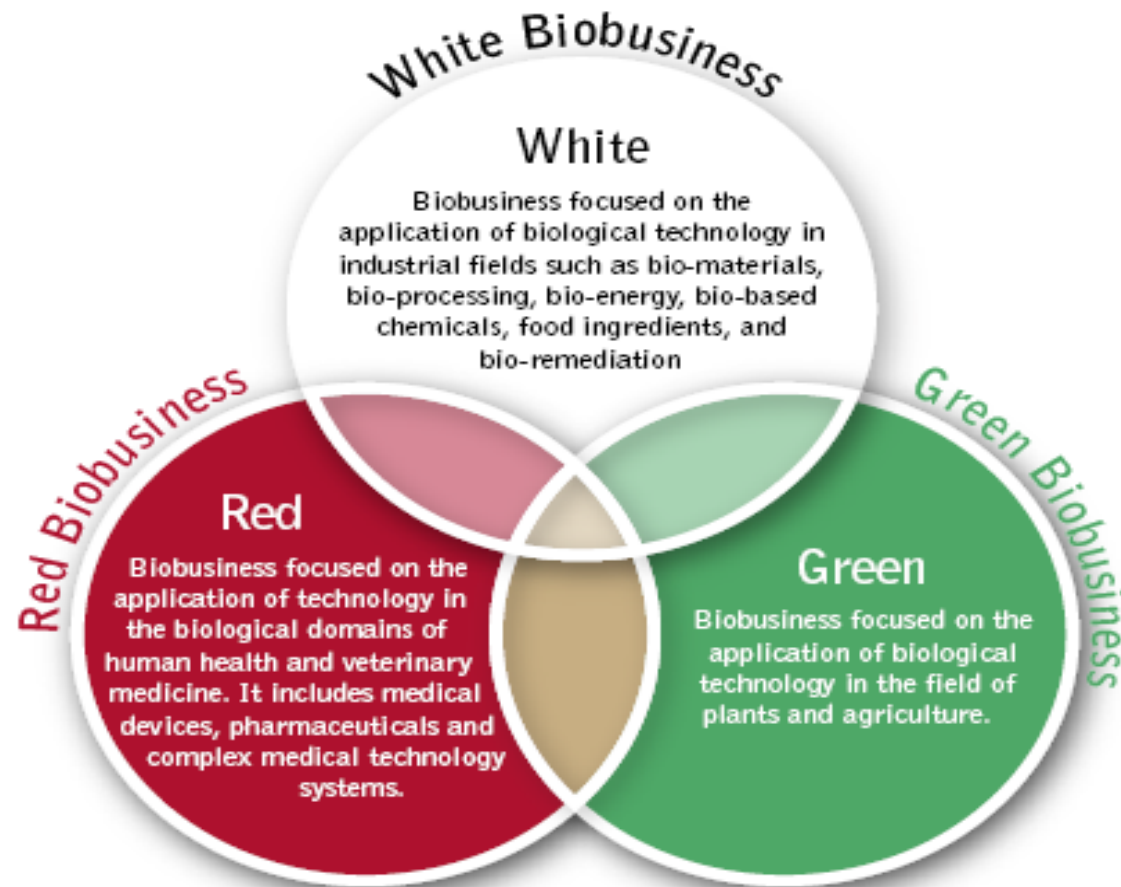 White Biobusiness
White
Biobusiness focused on the
application of biological technology in
industrial fields such as bio-materials,
bio-processing, bio-energy, bio-based
chemicals, food ingredients, and
bio-remediation
Red Biobusiness
Red
Biobusiness focused on the
application of technology in
the biological domains of
human health and veterinary
medicine. It includes medical
devices, pharmaceuticals and
complex medical technology
systems.
Green Biobusiness
Green
Biobusiness focused on the
application of biological
technology in the field of
plants and agriculture.